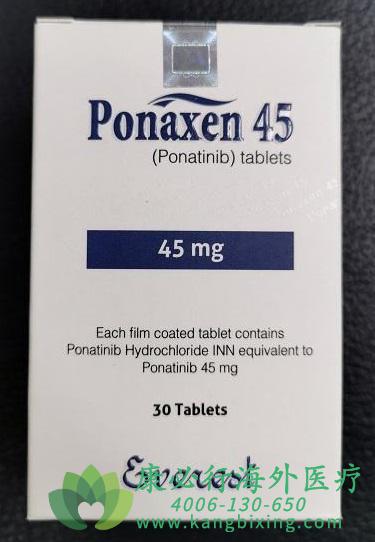 Ponaxen 45
(Ponatinib) tablets
45 mg
Each film coated tablet contains
Ponatinib Hydrochloride INN equivalent to
Ponatinib 45 mg
30 Tablets
康必行海外医疗
4006-130-650
www.kangbixing.com